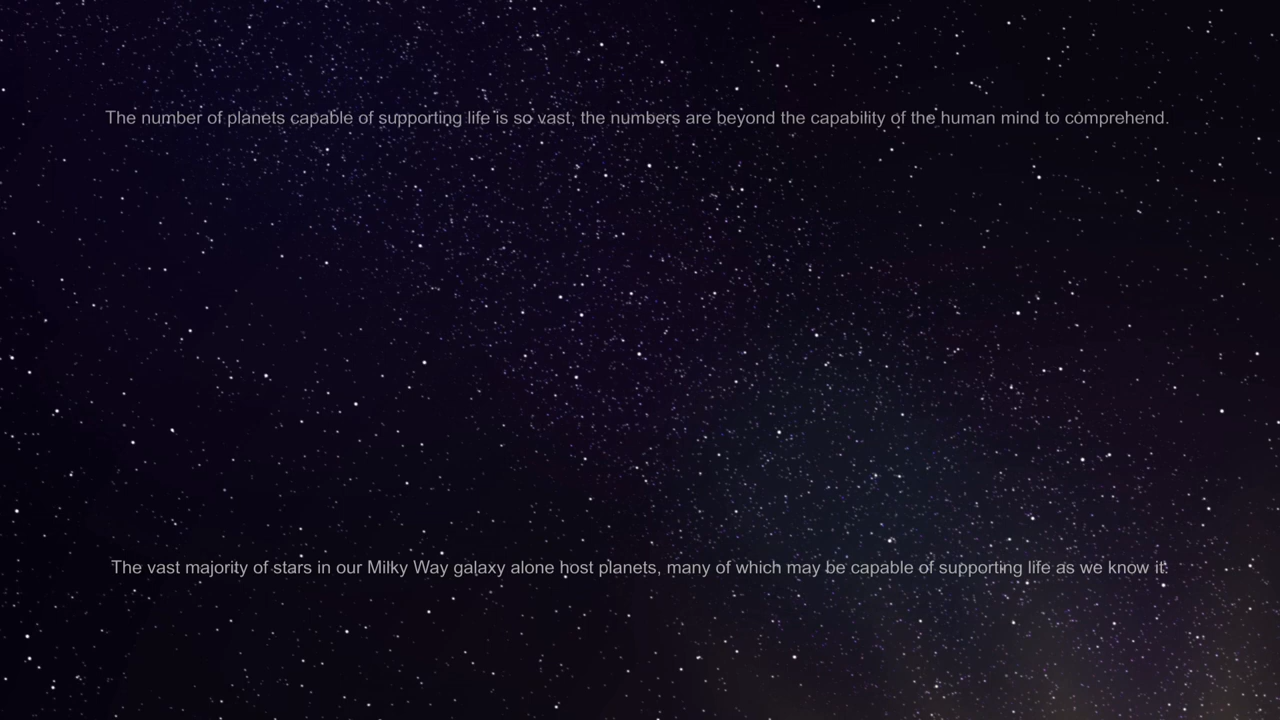 The number of planets capable of supporting life is so vast, the numbers are beyond the capability of the human mind to comprehend.
The vast majority of stars in our Milky Way galaxy alone host planets, many of which may be capable of supporting life as we know it.